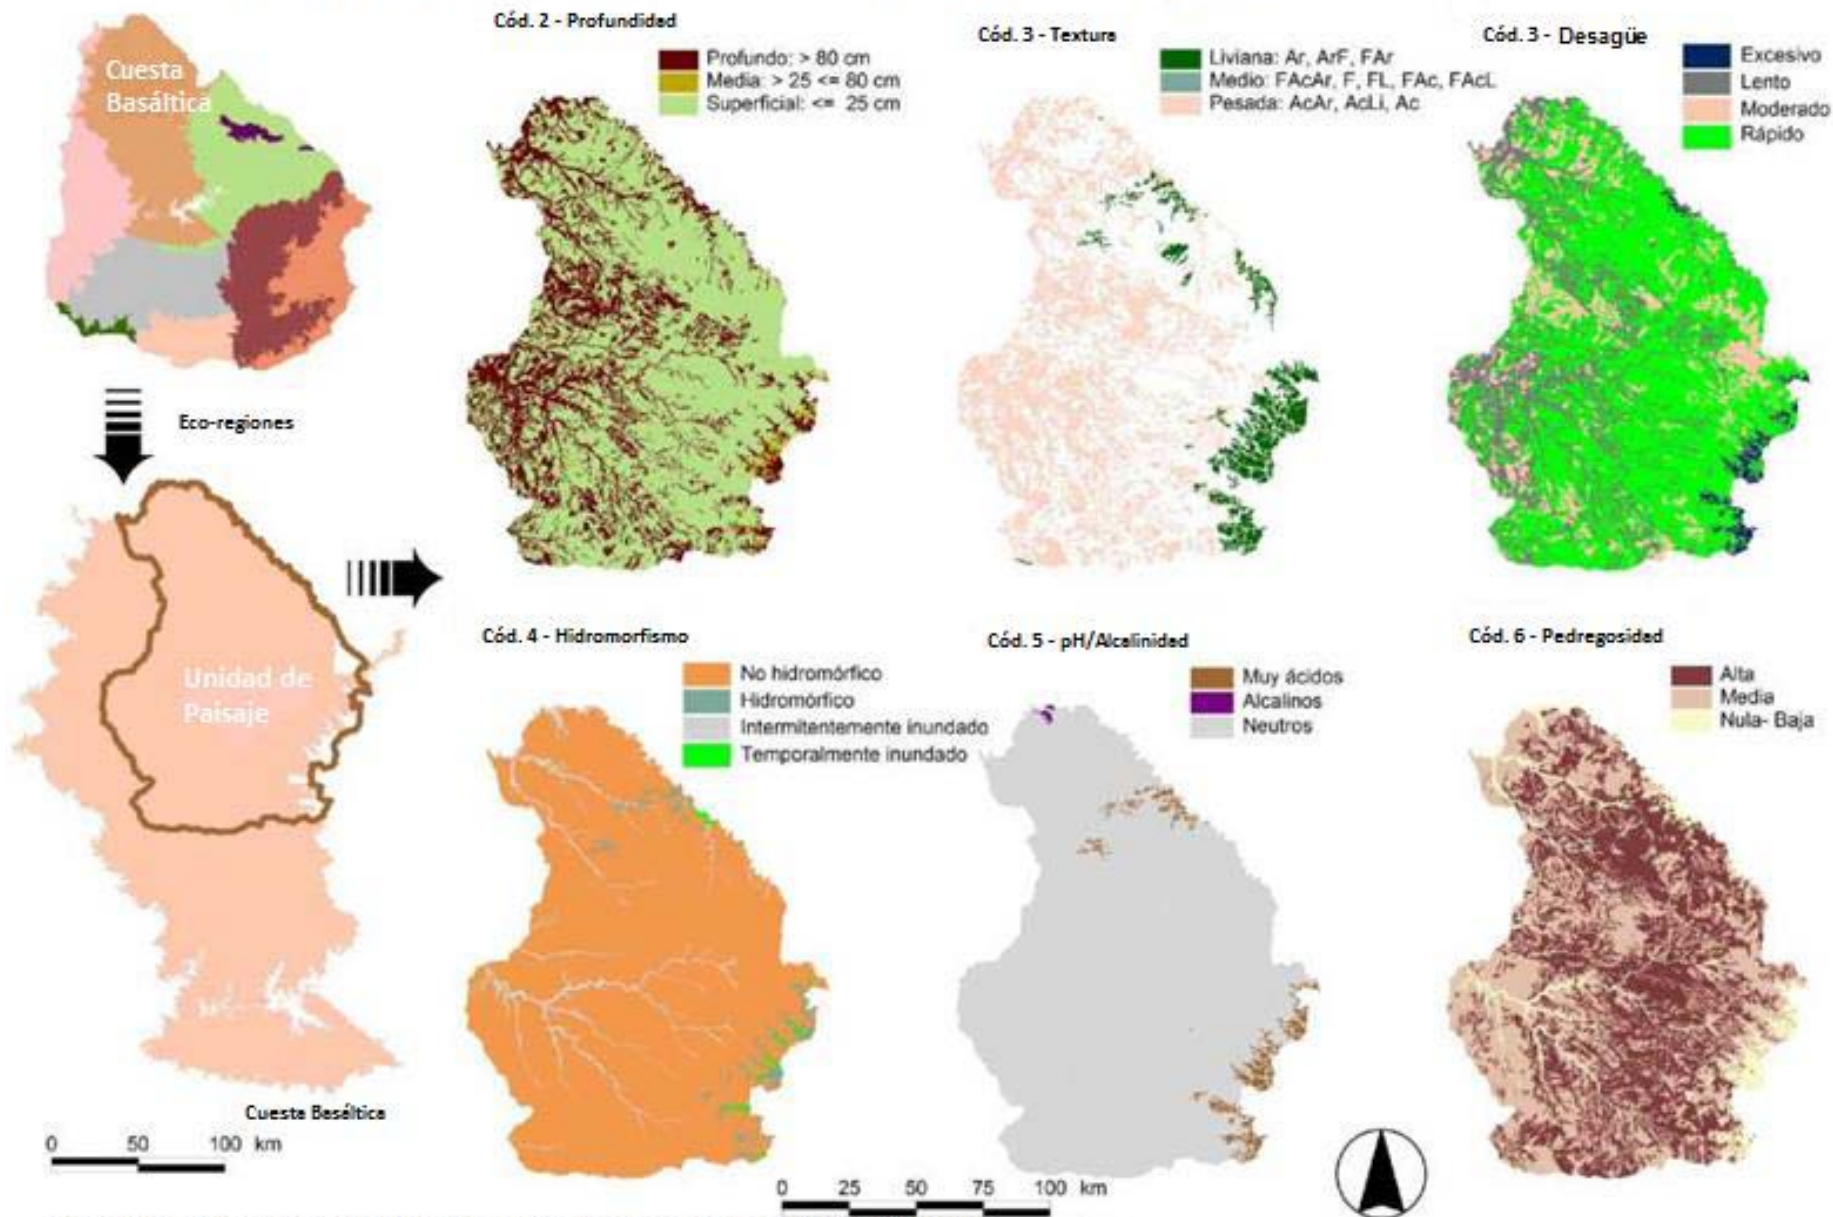 Cuesta
Basáltica
Eco-regiones
Unidad de
Paisaje
Cuesta Basáltica
0 50 100 km
Cód. 2 - Profundidad
Profundo: > 80 cm
Media: > 25 <= 80 cm
Superficial: <= 25 cm
Cód. 3 - Textura
Liviana: Ar, ArF, FAr
Medio: FAcAr, F, FL, FAc, FAcL
Pesada: AcAr, AcLi, Ac
Cód. 3 - Desagüe
Excesivo
Lento
Moderado
Rápido
Cód. 4 - Hidromorfismo
No hidromórfico
Hidromórfico
Intermitentemente inundado
Temporalmente inundado
Cód. 5 - pH/Alcalinidad
Muy ácidos
Alcalinos
Neutros
Cód. 6 - Pedregosidad
Alta
Media
Nula- Baja
0 25 50 75 100 km